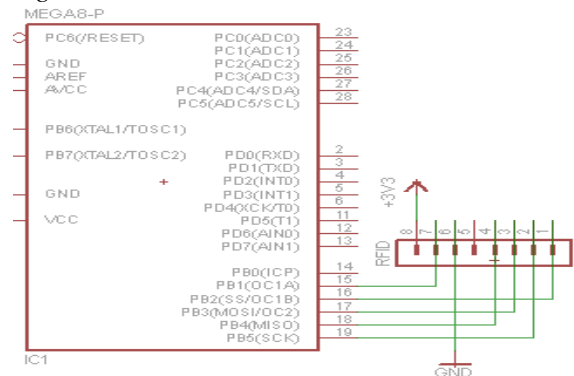 MEGA8-P
PC6(/RESET)
GND
AREF
AVCC
PB6(XTAL1/TOSC1)
PB7(XTAL2/TOSC2)
GND
VCC
PC0(ADC0) 23
PC1(ADC1) 24
PC2(ADC2) 25
PC3(ADC3) 26
PC4(ADC4/SDA) 27
PC5(ADC5/SCL) 28
PD0(RXD) 2
PD1(TXD) 3
PD2(INT0) 4
PD3(INT1) 5
PD4(XCK/T0) 6
PD5(T1) 11
PD6(AIN0) 12
PD7(AIN1) 13
PB0(ICP) 14
PB1(OC1A) 15
PB2(SS/OC1B) 16
PB3(MOSI/OC2) 17
PB4(MISO) 18
PB5(SCK) 19
IC1
+3V3
RFID
8 7 6 5 4 3 2 1
GND